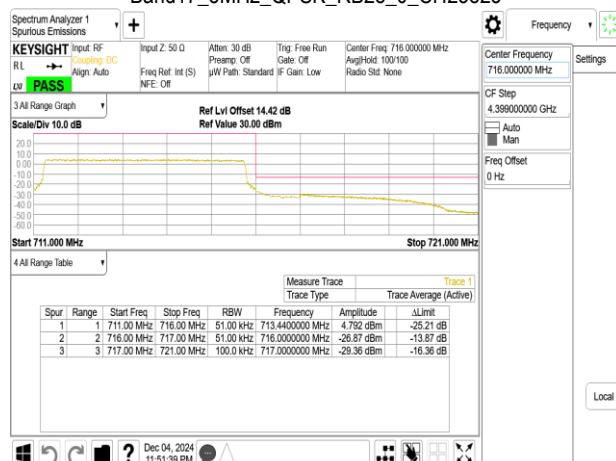 Spectrum Analyzer 1
Spurious Emissions
+
Frequency
KEYSIGHT
Input: RF
Coupling: DC
Align: Auto
Input Z: 50 Ω
Freq Ref: Int (S)
NFE: Off
Atten: 30 dB
Preamp: Off
µW Path: Standard
Trig: Free Run
Gate: Off
IF Gain: Low
Center Freq: 716.000000 MHz
Avg|Hold: 100/100
Radio Std: None
RL
LXI
PASS
Center Frequency
716.000000 MHz
Settings
CF Step
4.399000000 GHz
Auto
Man
Freq Offset
0 Hz
3 All Range Graph
Scale/Div 10.0 dB
Ref Lvl Offset 14.42 dB
Ref Value 30.00 dBm
20.0
10.0
0.00
-10.0
-20.0
-30.0
-40.0
-50.0
-60.0
Start 711.000 MHz
Stop 721.000 MHz
4 All Range Table
Measure Trace Trace 1
Trace Type Trace Average (Active)
Spur Range Start Freq Stop Freq RBW Frequency Amplitude ΔLimit
1 1 711.00 MHz 716.00 MHz 51.00 kHz 713.4400000 MHz 4.792 dBm -25.21 dB
2 2 716.00 MHz 717.00 MHz 51.00 kHz 716.0000000 MHz -26.87 dBm -13.87 dB
3 3 717.00 MHz 721.00 MHz 100.0 kHz 717.0000000 MHz -29.36 dBm -16.36 dB
Local
?
Dec 04, 2024
11:51:39 PM